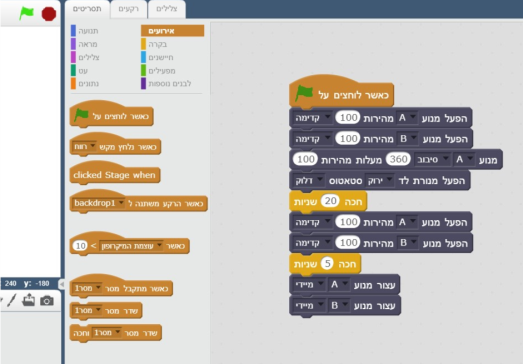 תסריטים רקעים צלילים
תנועה אירועים
מראה בקרה
צלילים חיישנים
עט מפעילים
נתונים לבנים נוספות
כאשר לוחצים על
כאשר נלחץ מקש רווח
clicked Stage when
כאשר הרקע משתנה ל backdrop1
כאשר עוצמת המיקרופון > 10
כאשר מתקבל מסר מסר1
שדר מסר מסר1
שדר מסר מסר1 וחכה
240 y: -180
כאשר לוחצים על
הפעל מנוע A מהירות 100 קדימה
הפעל מנוע B מהירות 100 קדימה
מנוע A סיבוב 360 מעלות מהירות 100
הפעל מנורת לד ירוק סטאטוס דלוק
חכה 20 שניות
הפעל מנוע A מהירות 100 קדימה
הפעל מנוע B מהירות 100 קדימה
חכה 5 שניות
עצור מנוע A מיידי
עצור מנוע B מיידי